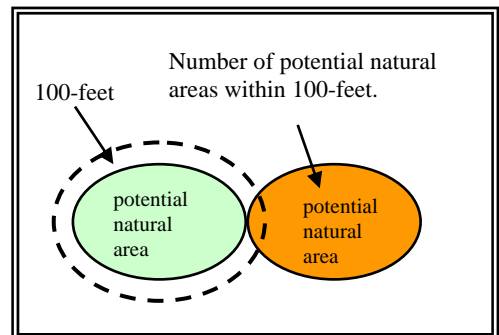 Number of potential natural
areas within 100-feet.
100-feet
potential
natural
area
potential
natural
area